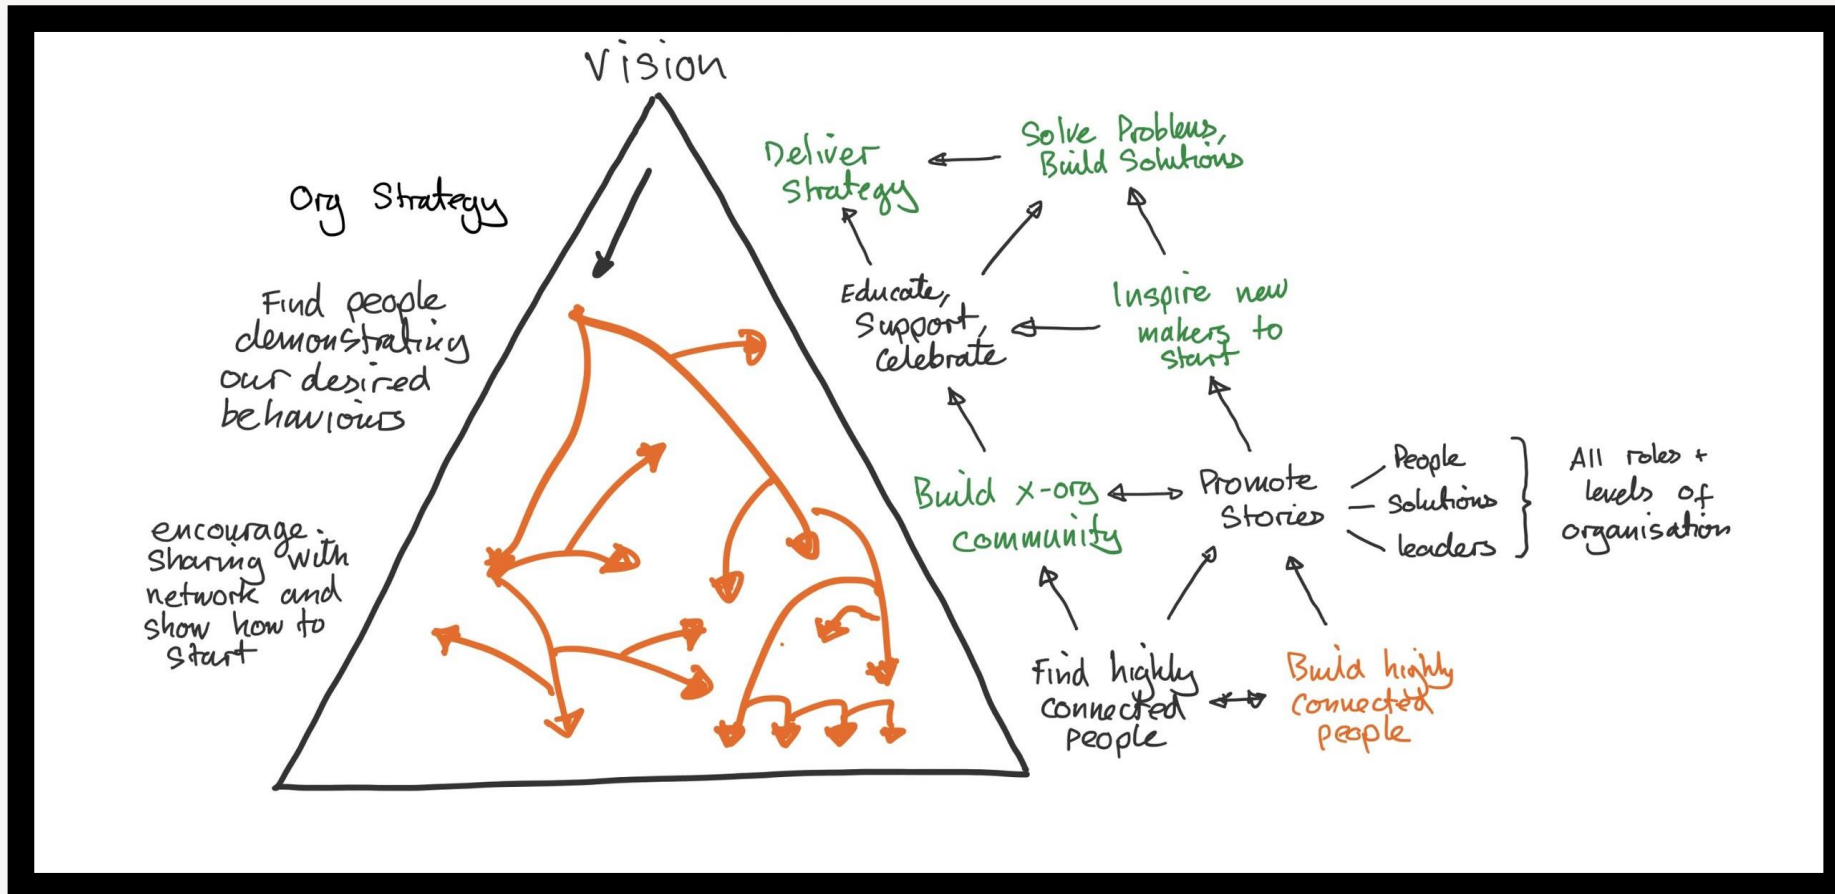 Vision
Org Strategy
Find people
demonstrating
our desired
behaviours
encourage
sharing with
network and
show how to
start
Deliver
Strategy
Solve Problems,
Build Solutions
Educate,
Support,
Celebrate
Inspire new
makers to
start
Build x-org
community
Promote
Stories
People
Solutions
leaders
All roles +
levels of
organisation
Find highly
connected
people
Build highly
connected
people